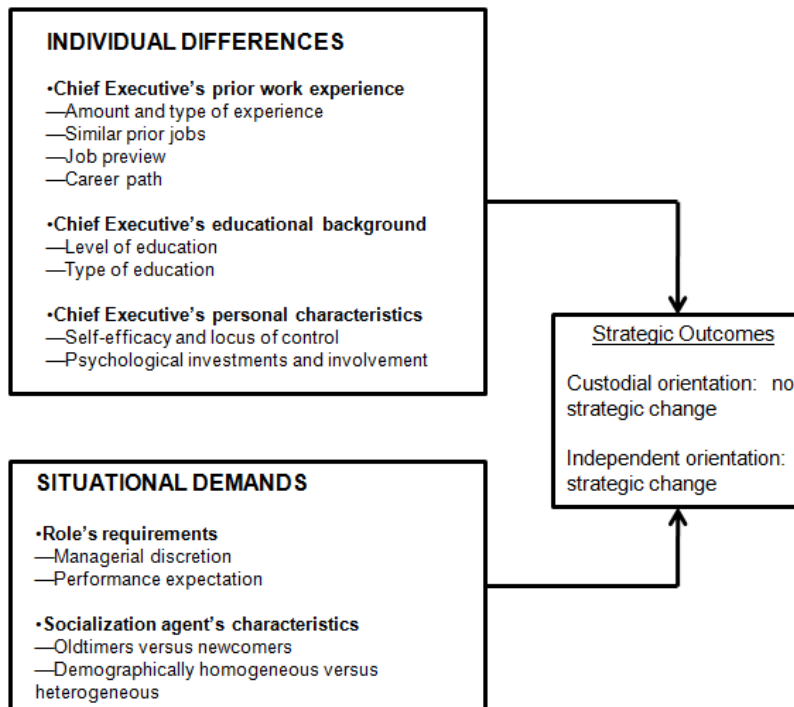 INDIVIDUAL DIFFERENCES
•Chief Executive's prior work experience
—Amount and type of experience
—Similar prior jobs
—Job preview
—Career path
•Chief Executive's educational background
—Level of education
—Type of education
•Chief Executive's personal characteristics
—Self-efficacy and locus of control
—Psychological investments and involvement
Strategic Outcomes
Custodial orientation: no
strategic change
Independent orientation:
strategic change
SITUATIONAL DEMANDS
•Role's requirements
—Managerial discretion
—Performance expectation
•Socialization agent's characteristics
—Oldtimers versus newcomers
—Demographically homogeneous versus
heterogeneous